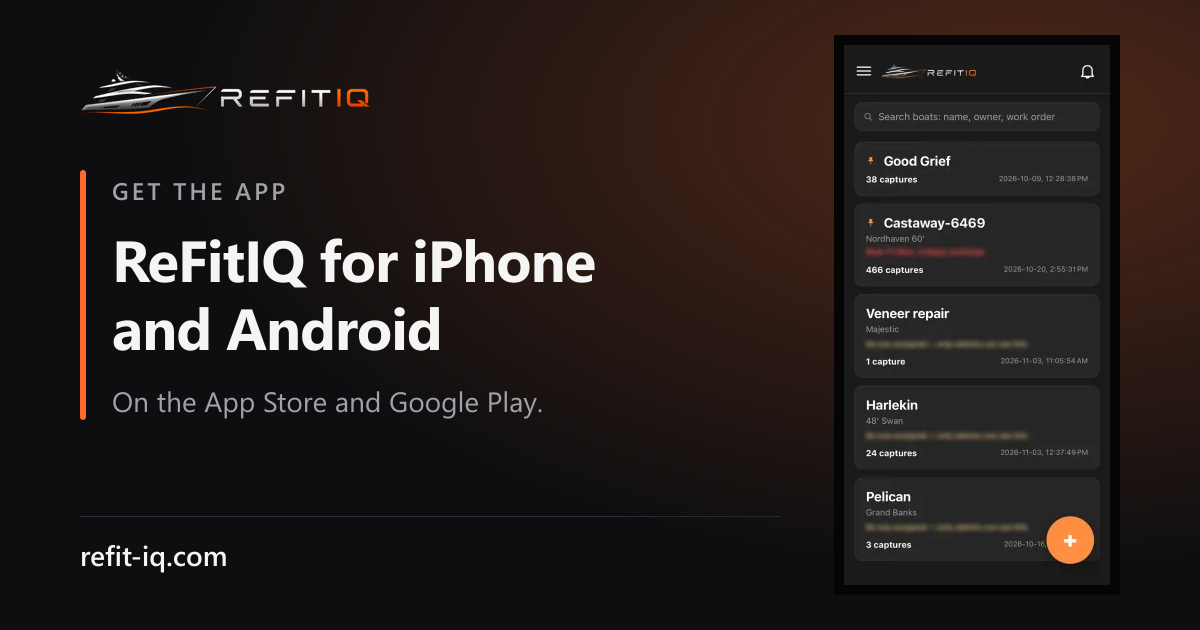 REFITIQ
GET THE APP
ReFitIQ for iPhone
and Android
On the App Store and Google Play.
refit-iq.com
REFITIQ
Search boats: name, owner, work order
Good Grief
38 captures 2026-10-09, 12:28:36 PM
Castaway-6469
Nordhaven 60'
466 captures 2026-10-20, 2:55:31 PM
Veneer repair
Majestic
1 capture 2026-11-03, 11:05:54 AM
Harlekin
48' Swan
24 captures 2026-11-03, 12:37:49 PM
Pelican
Grand Banks
3 captures 2026-10-16,